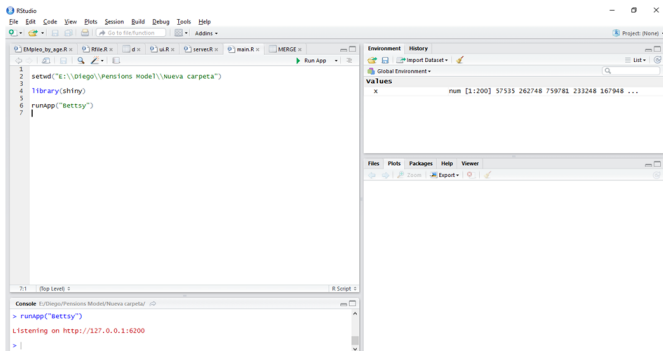 RStudio
File Edit Code View Plots Session Build Debug Tools Help
Go to file/function Addins Project: (None)
EMpleo_by_age.R Rfile.R d ui.R server.R main.R MERGE
Run App
1
2 setwd("E:\\Diego\\Pensions Model\\Nueva carpeta")
3
4 library(shiny)
5
6 runApp("Bettsy")
7
7:1 (Top Level) R Script
Console E:/Diego/Pensions Model/Nueva carpeta/
> runApp("Bettsy")
Listening on http://127.0.0.1:6200
>
Environment History
Import Dataset List
Global Environment
Values
x num [1:200] 57535 262748 759781 233248 167948 ...
Files Plots Packages Help Viewer
Zoom Export